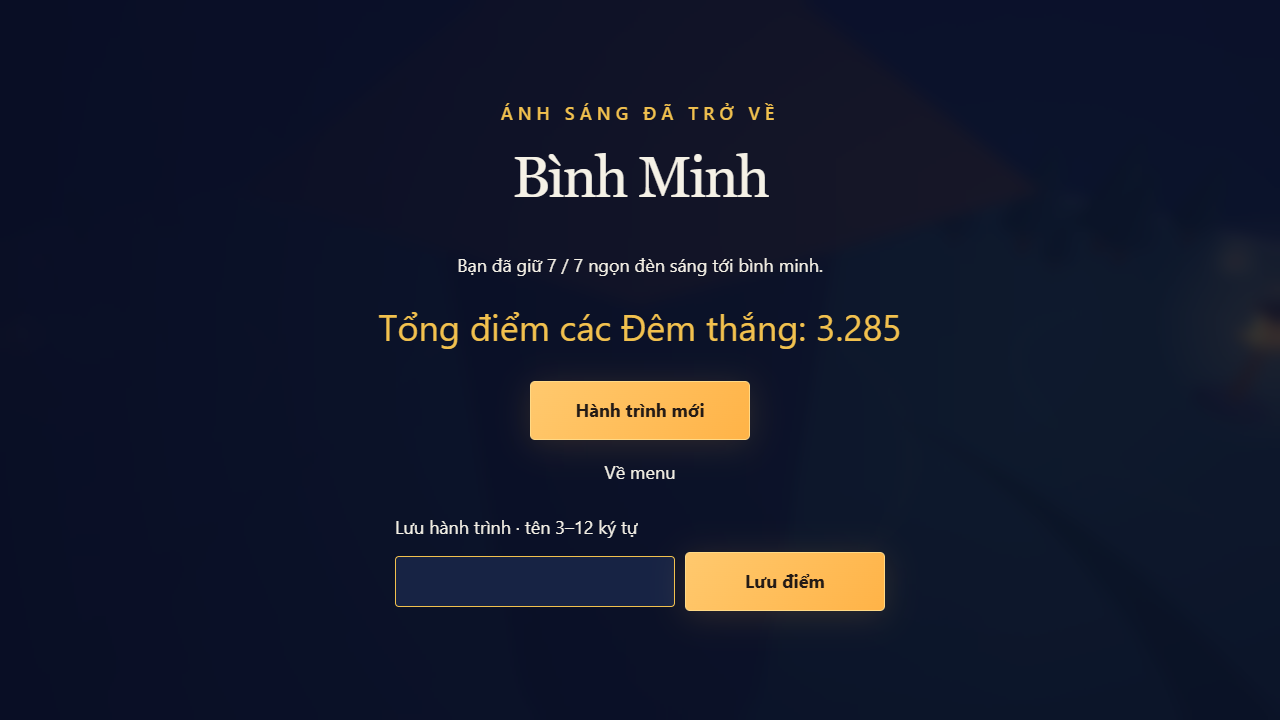 ÁNH SÁNG ĐÃ TRỞ VỀ
Bình Minh
Bạn đã giữ 7 / 7 ngọn đèn sáng tới bình minh.
Tổng điểm các Đêm thắng: 3.285
Hành trình mới
Về menu
Lưu hành trình · tên 3–12 ký tự
Lưu điểm